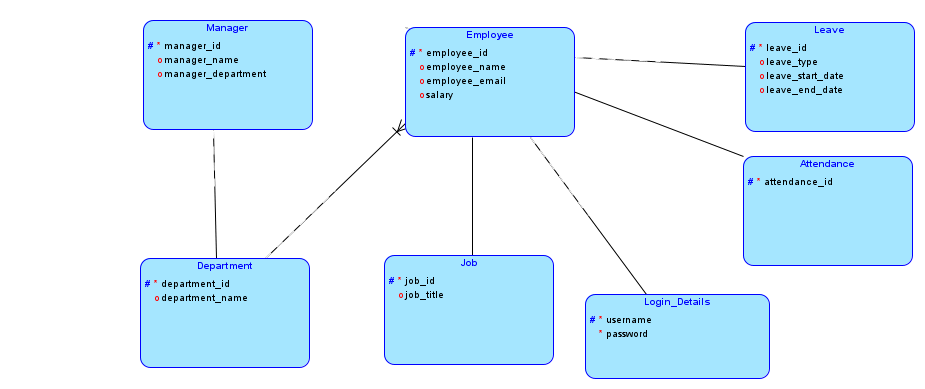 Manager
# * manager_id
o manager_name
o manager_department
Employee
# * employee_id
o employee_name
o employee_email
o salary
Leave
# * leave_id
o leave_type
o leave_start_date
o leave_end_date
Attendance
# * attendance_id
Department
# * department_id
o department_name
Job
# * job_id
o job_title
Login_Details
# * username
* password